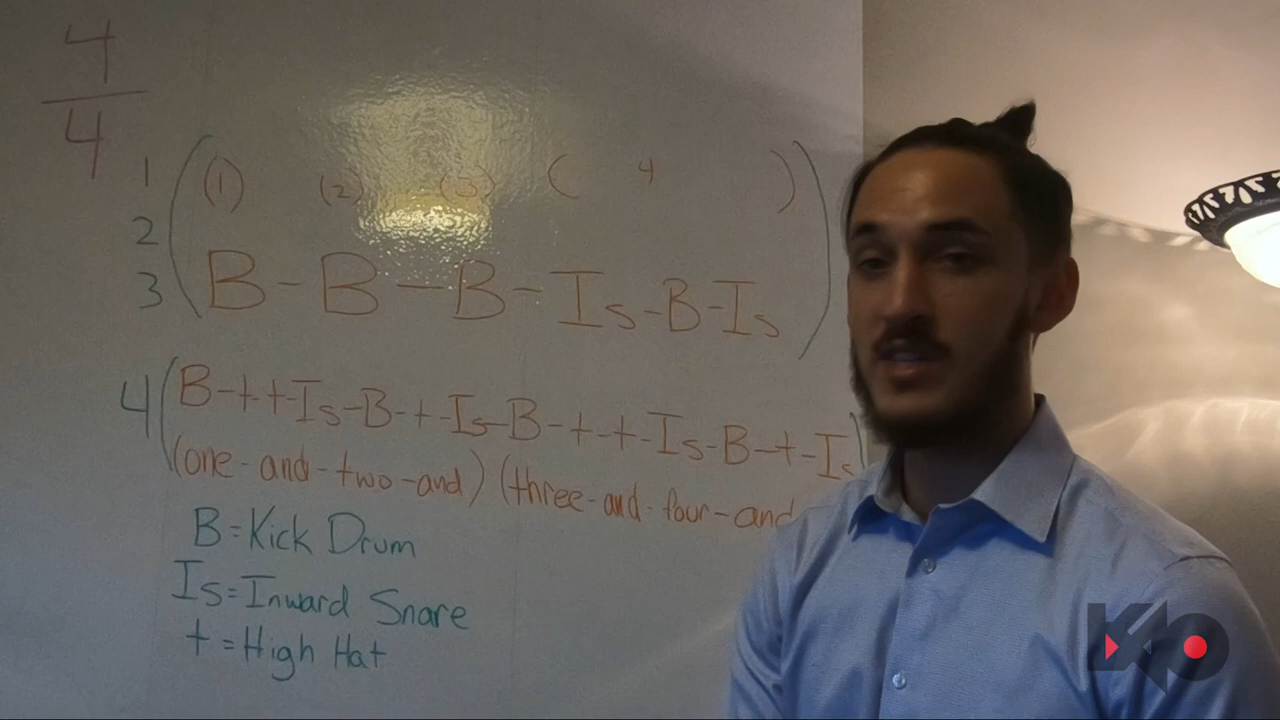 4
4
1 (1) (2) (3) ( 4 )
2
3 B-B-B-Is-B-Is
4 (B-t-t-Is-B-t-Is-B-t-t-Is-B-t-Is
(one-and-two-and) (three-and-four-and
B=Kick Drum
Is=Inward Snare
t=High Hat